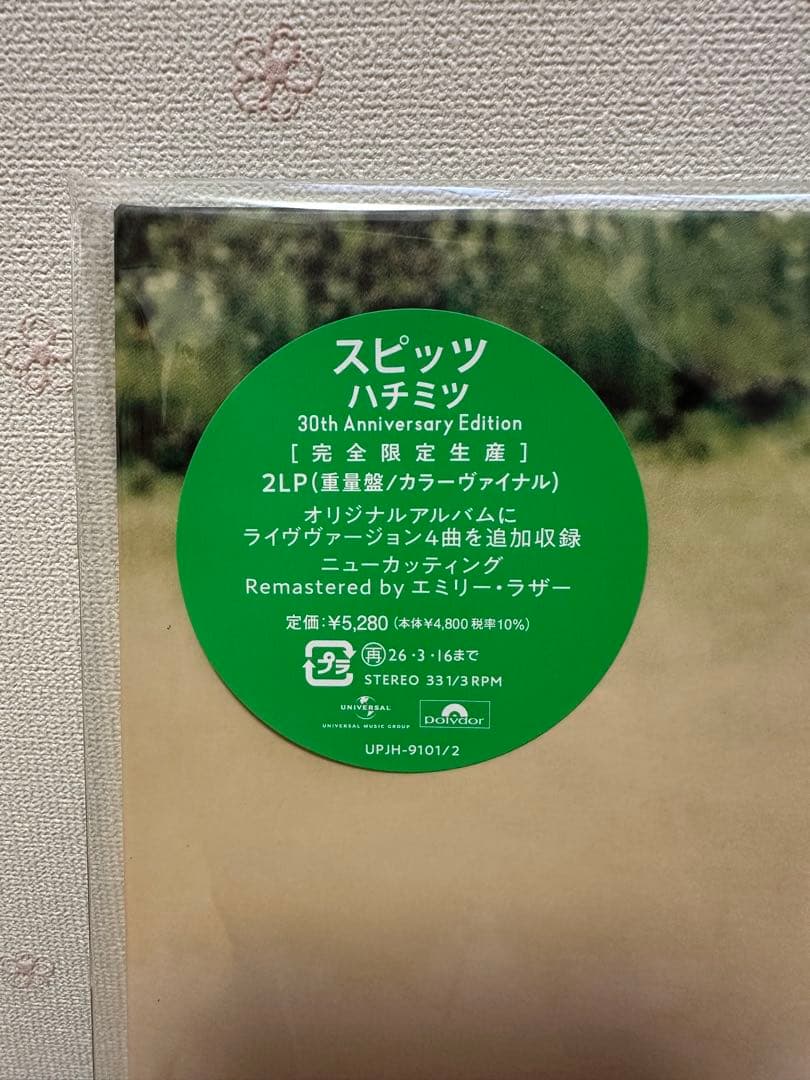 スピッツ
ハチミツ
30th Anniversary Edition
[完全限定生産]
2LP(重量盤/カラーヴァイナル)
オリジナルアルバムに
ライヴヴァージョン4曲を追加収録
ニューカッティング
Remastered by エミリー・ラザー
定価:¥5,280(本体¥4,800 税率10%)
プラ 再 26・3・16まで
STEREO 33 1/3 RPM
UNIVERSAL
UNIVERSAL MUSIC GROUP
polydor
UPJH-9101/2